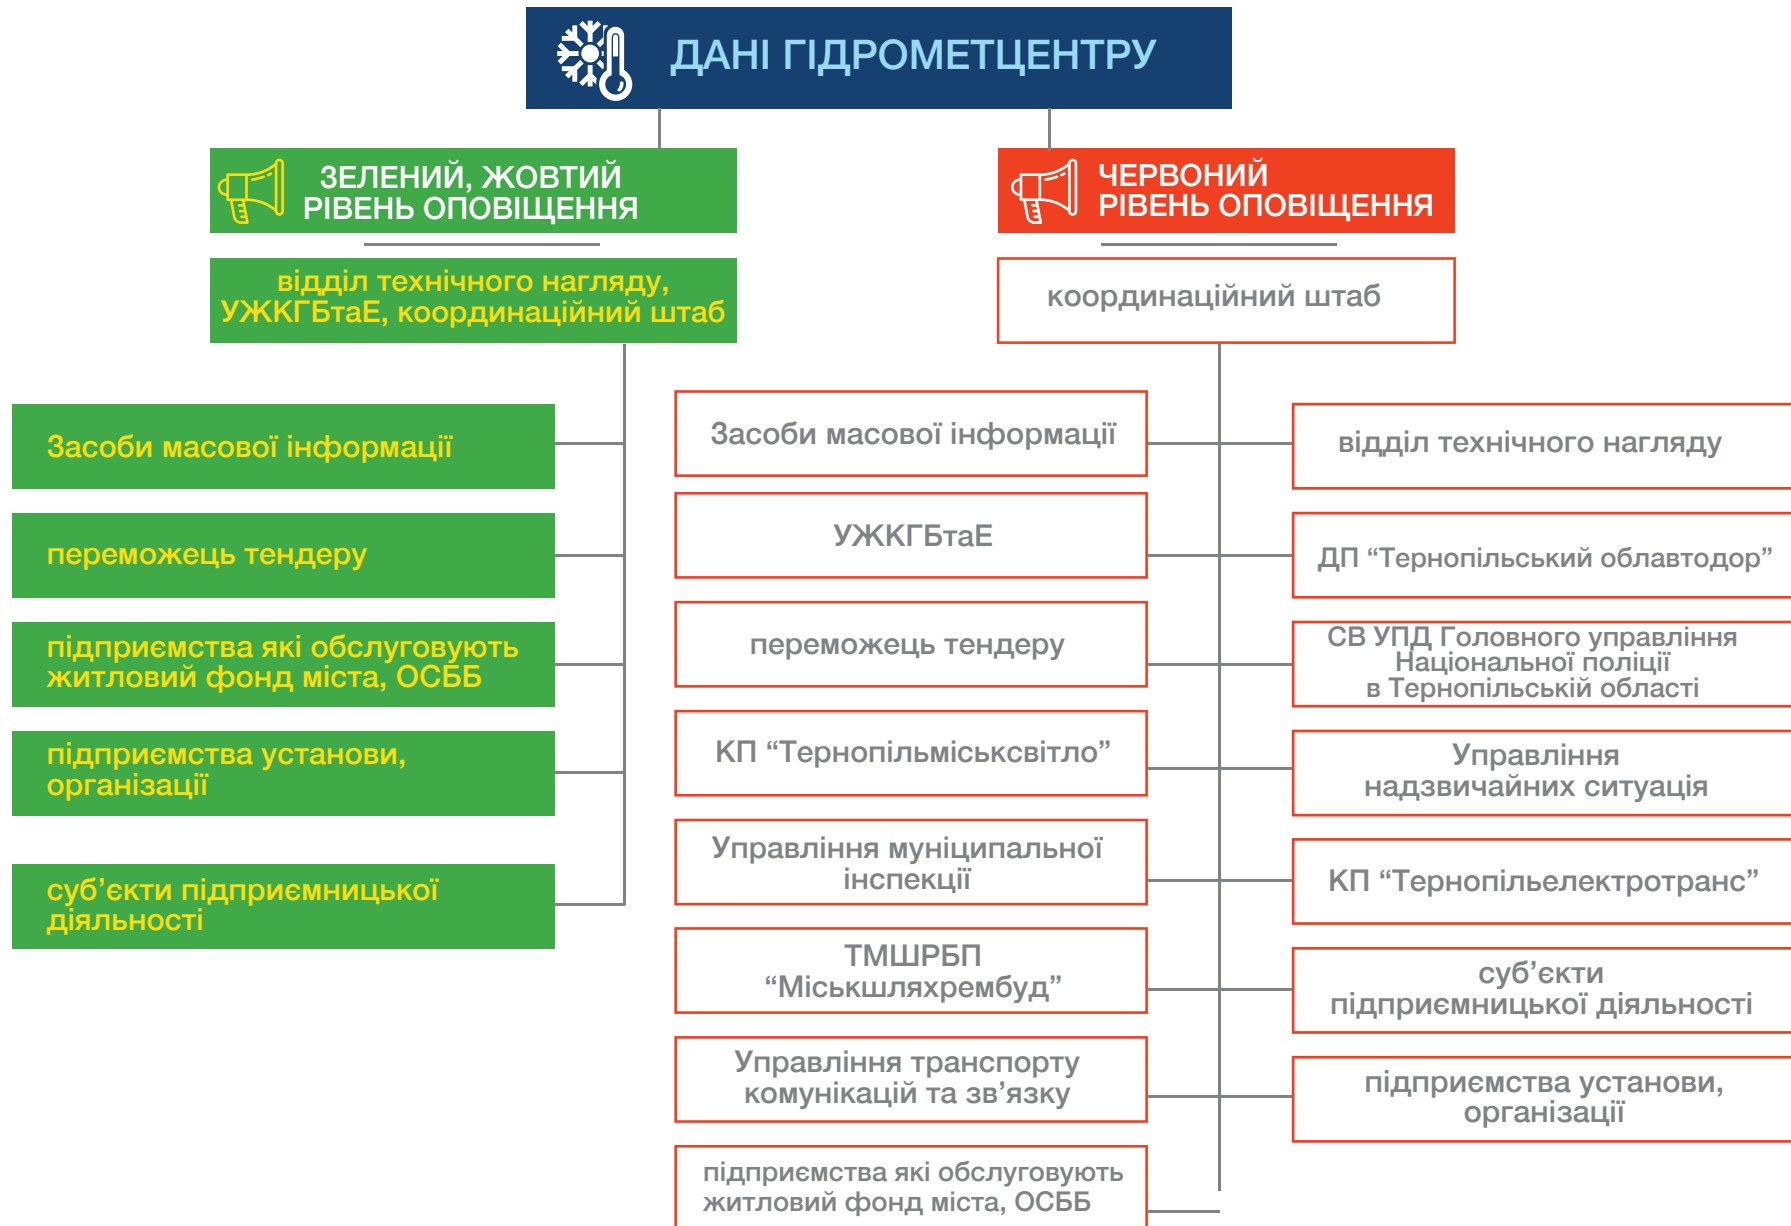 ДАНІ ГІДРОМЕТЦЕНТРУ
ЗЕЛЕНИЙ, ЖОВТИЙ
РІВЕНЬ ОПОВІЩЕННЯ
відділ технічного нагляду,
УЖКГБтаЕ, координаційний штаб
Засоби масової інформації
переможець тендеру
підприємства які обслуговують
житловий фонд міста, ОСББ
підприємства установи,
організації
суб’єкти підприємницької
діяльності
ЧЕРВОНИЙ
РІВЕНЬ ОПОВІЩЕННЯ
координаційний штаб
Засоби масової інформації
УЖКГБтаЕ
переможець тендеру
КП “Тернопільміськсвітло”
Управління муніципальної
інспекції
ТМШРБП
“Міськшляхрембуд”
Управління транспорту
комунікацій та зв’язку
підприємства які обслуговують
житловий фонд міста, ОСББ
відділ технічного нагляду
ДП “Тернопільський облавтодор”
СВ УПД Головного управління
Національної поліції
в Тернопільській області
Управління
надзвичайних ситуація
КП “Тернопільелектротранс”
суб’єкти
підприємницької діяльності
підприємства установи,
організації